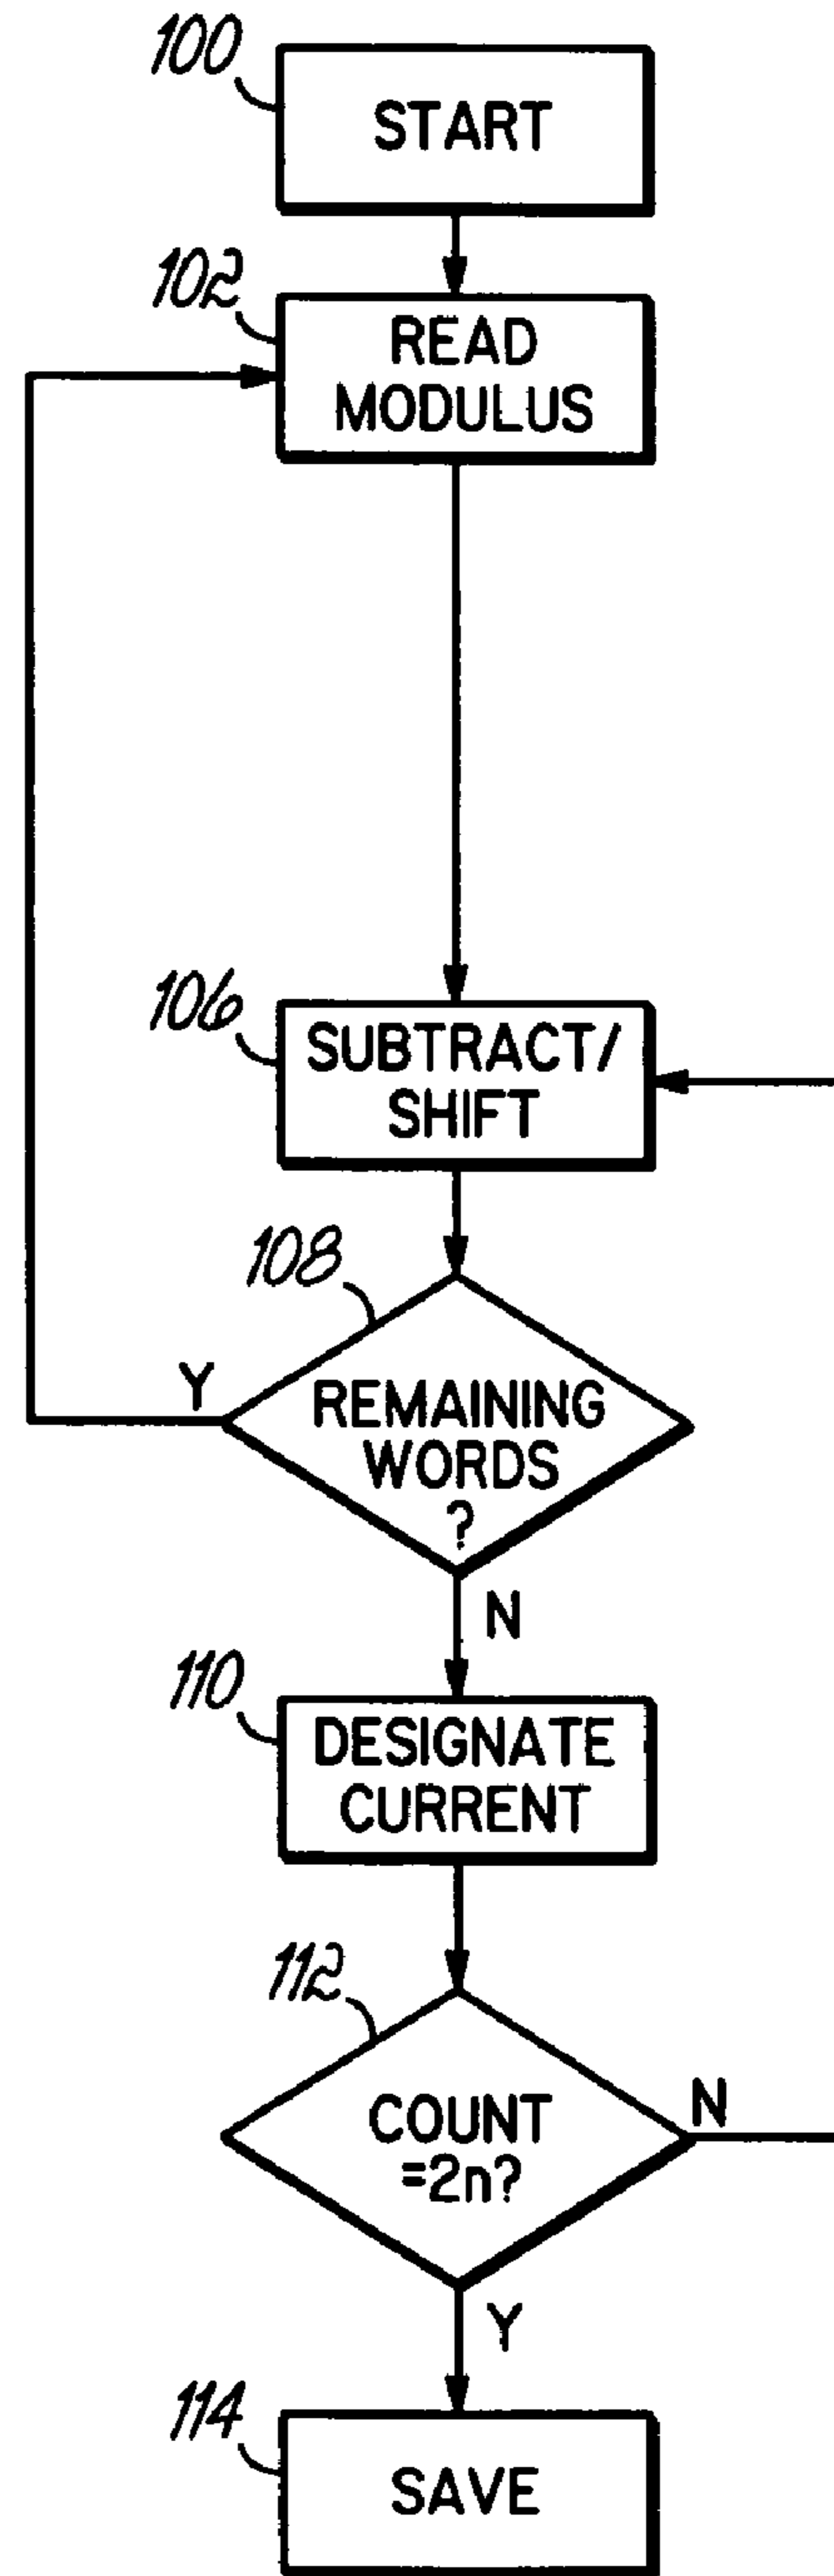 100
START
102
READ
MODULUS
106
SUBTRACT/
SHIFT
108
Y
REMAINING
WORDS
?
N
110
DESIGNATE
CURRENT
112
N
COUNT
=2n?
Y
114
SAVE